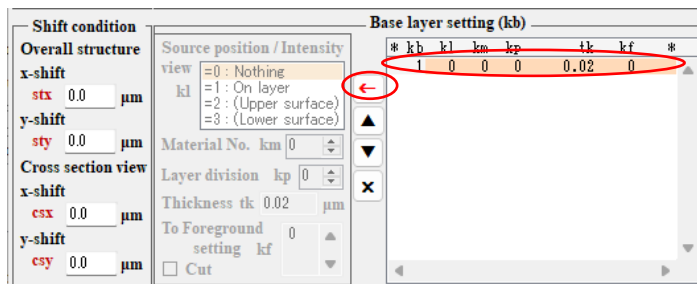 Shift condition
Overall structure
x-shift
stx 0.0 μm
y-shift
sty 0.0 μm
Cross section view
x-shift
csx 0.0 μm
y-shift
csy 0.0 μm
Base layer setting (kb)
Source position / Intensity
view kl
=0 : Nothing
=1 : On layer
=2 : (Upper surface)
=3 : (Lower surface)
Material No. km 0
Layer division kp 0
Thickness tk 0.02 μm
To Foreground setting kf 0
Cut
←
▲
▼
×
* kb kl km kp tk kf *
1 0 0 0 0.02 0